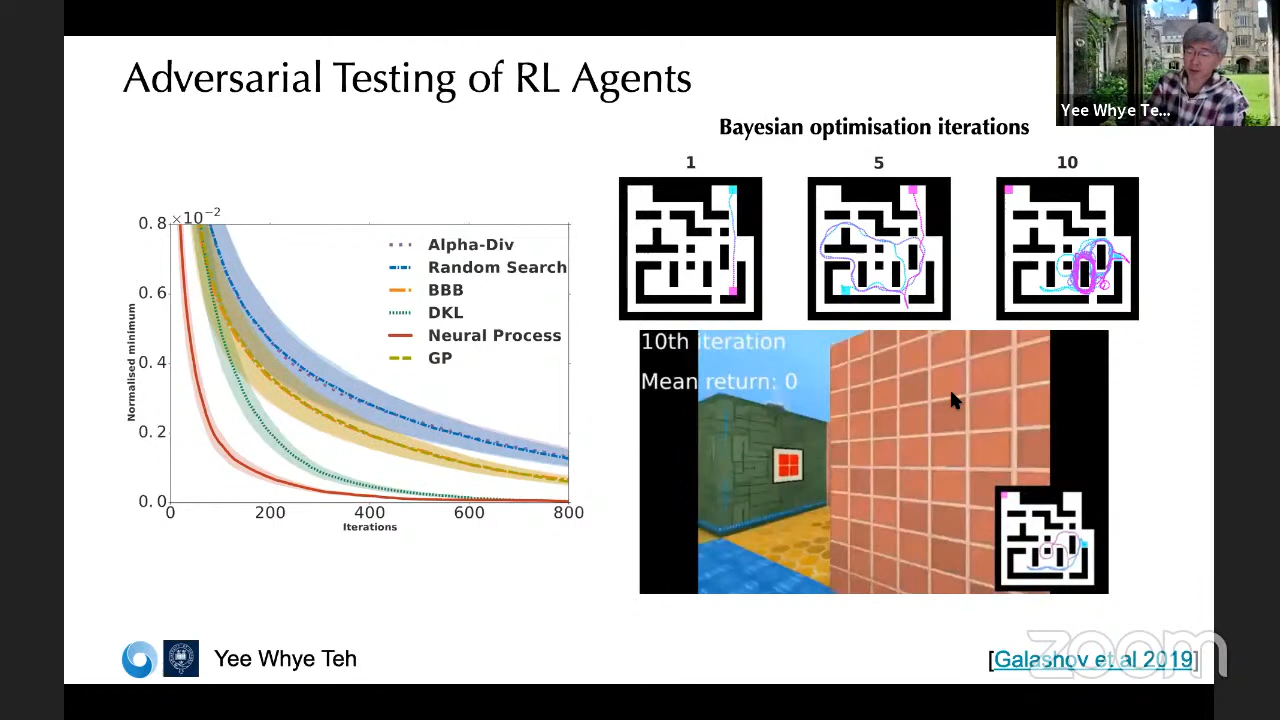 Adversarial Testing of RL Agents
Yee Whye Te...
Bayesian optimisation iterations
1
5
10
×10⁻²
0.8
0.6
0.4
0.2
0.0
Normalised minimum
Alpha-Div
Random Search
BBB
DKL
Neural Process
GP
0
200
400
600
800
Iterations
10th iteration
Mean return: 0
Yee Whye Teh
[Galashov et al 2019]
zoom